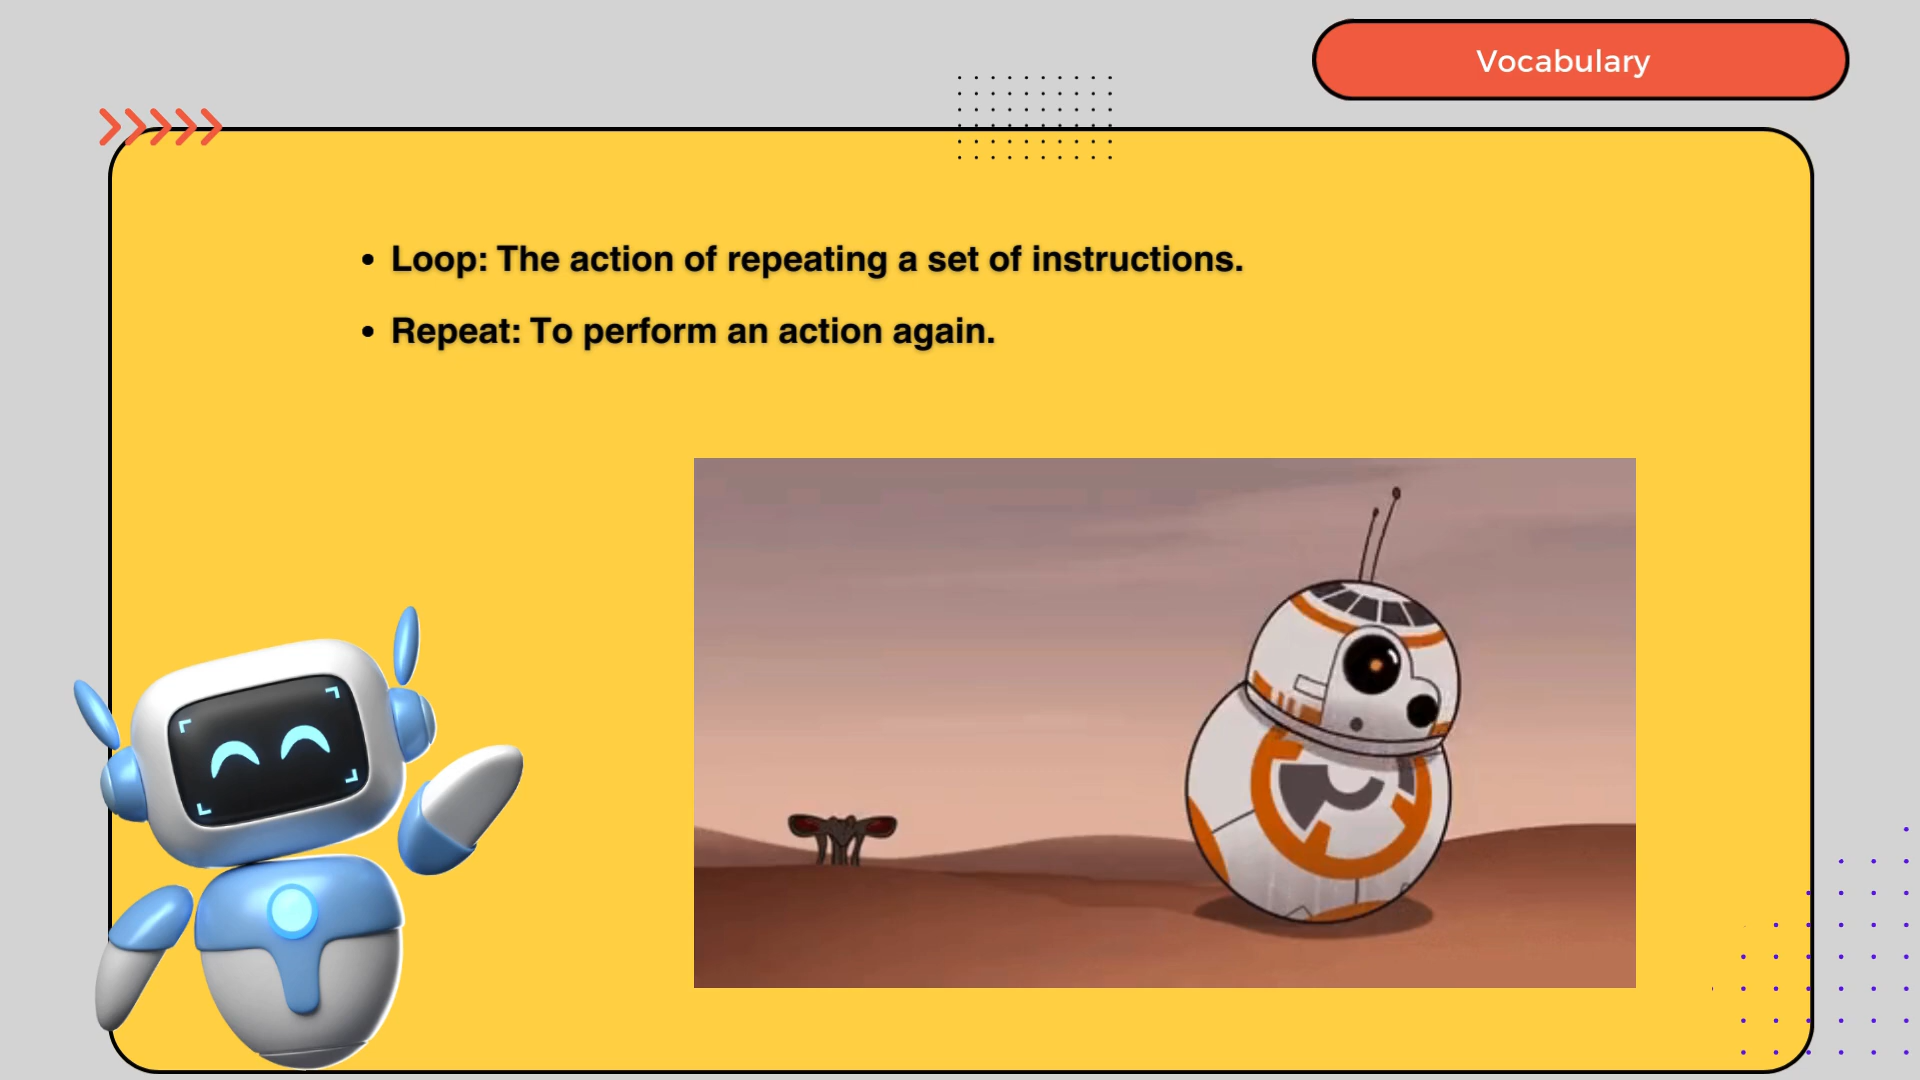 Vocabulary
• Loop: The action of repeating a set of instructions.
• Repeat: To perform an action again.